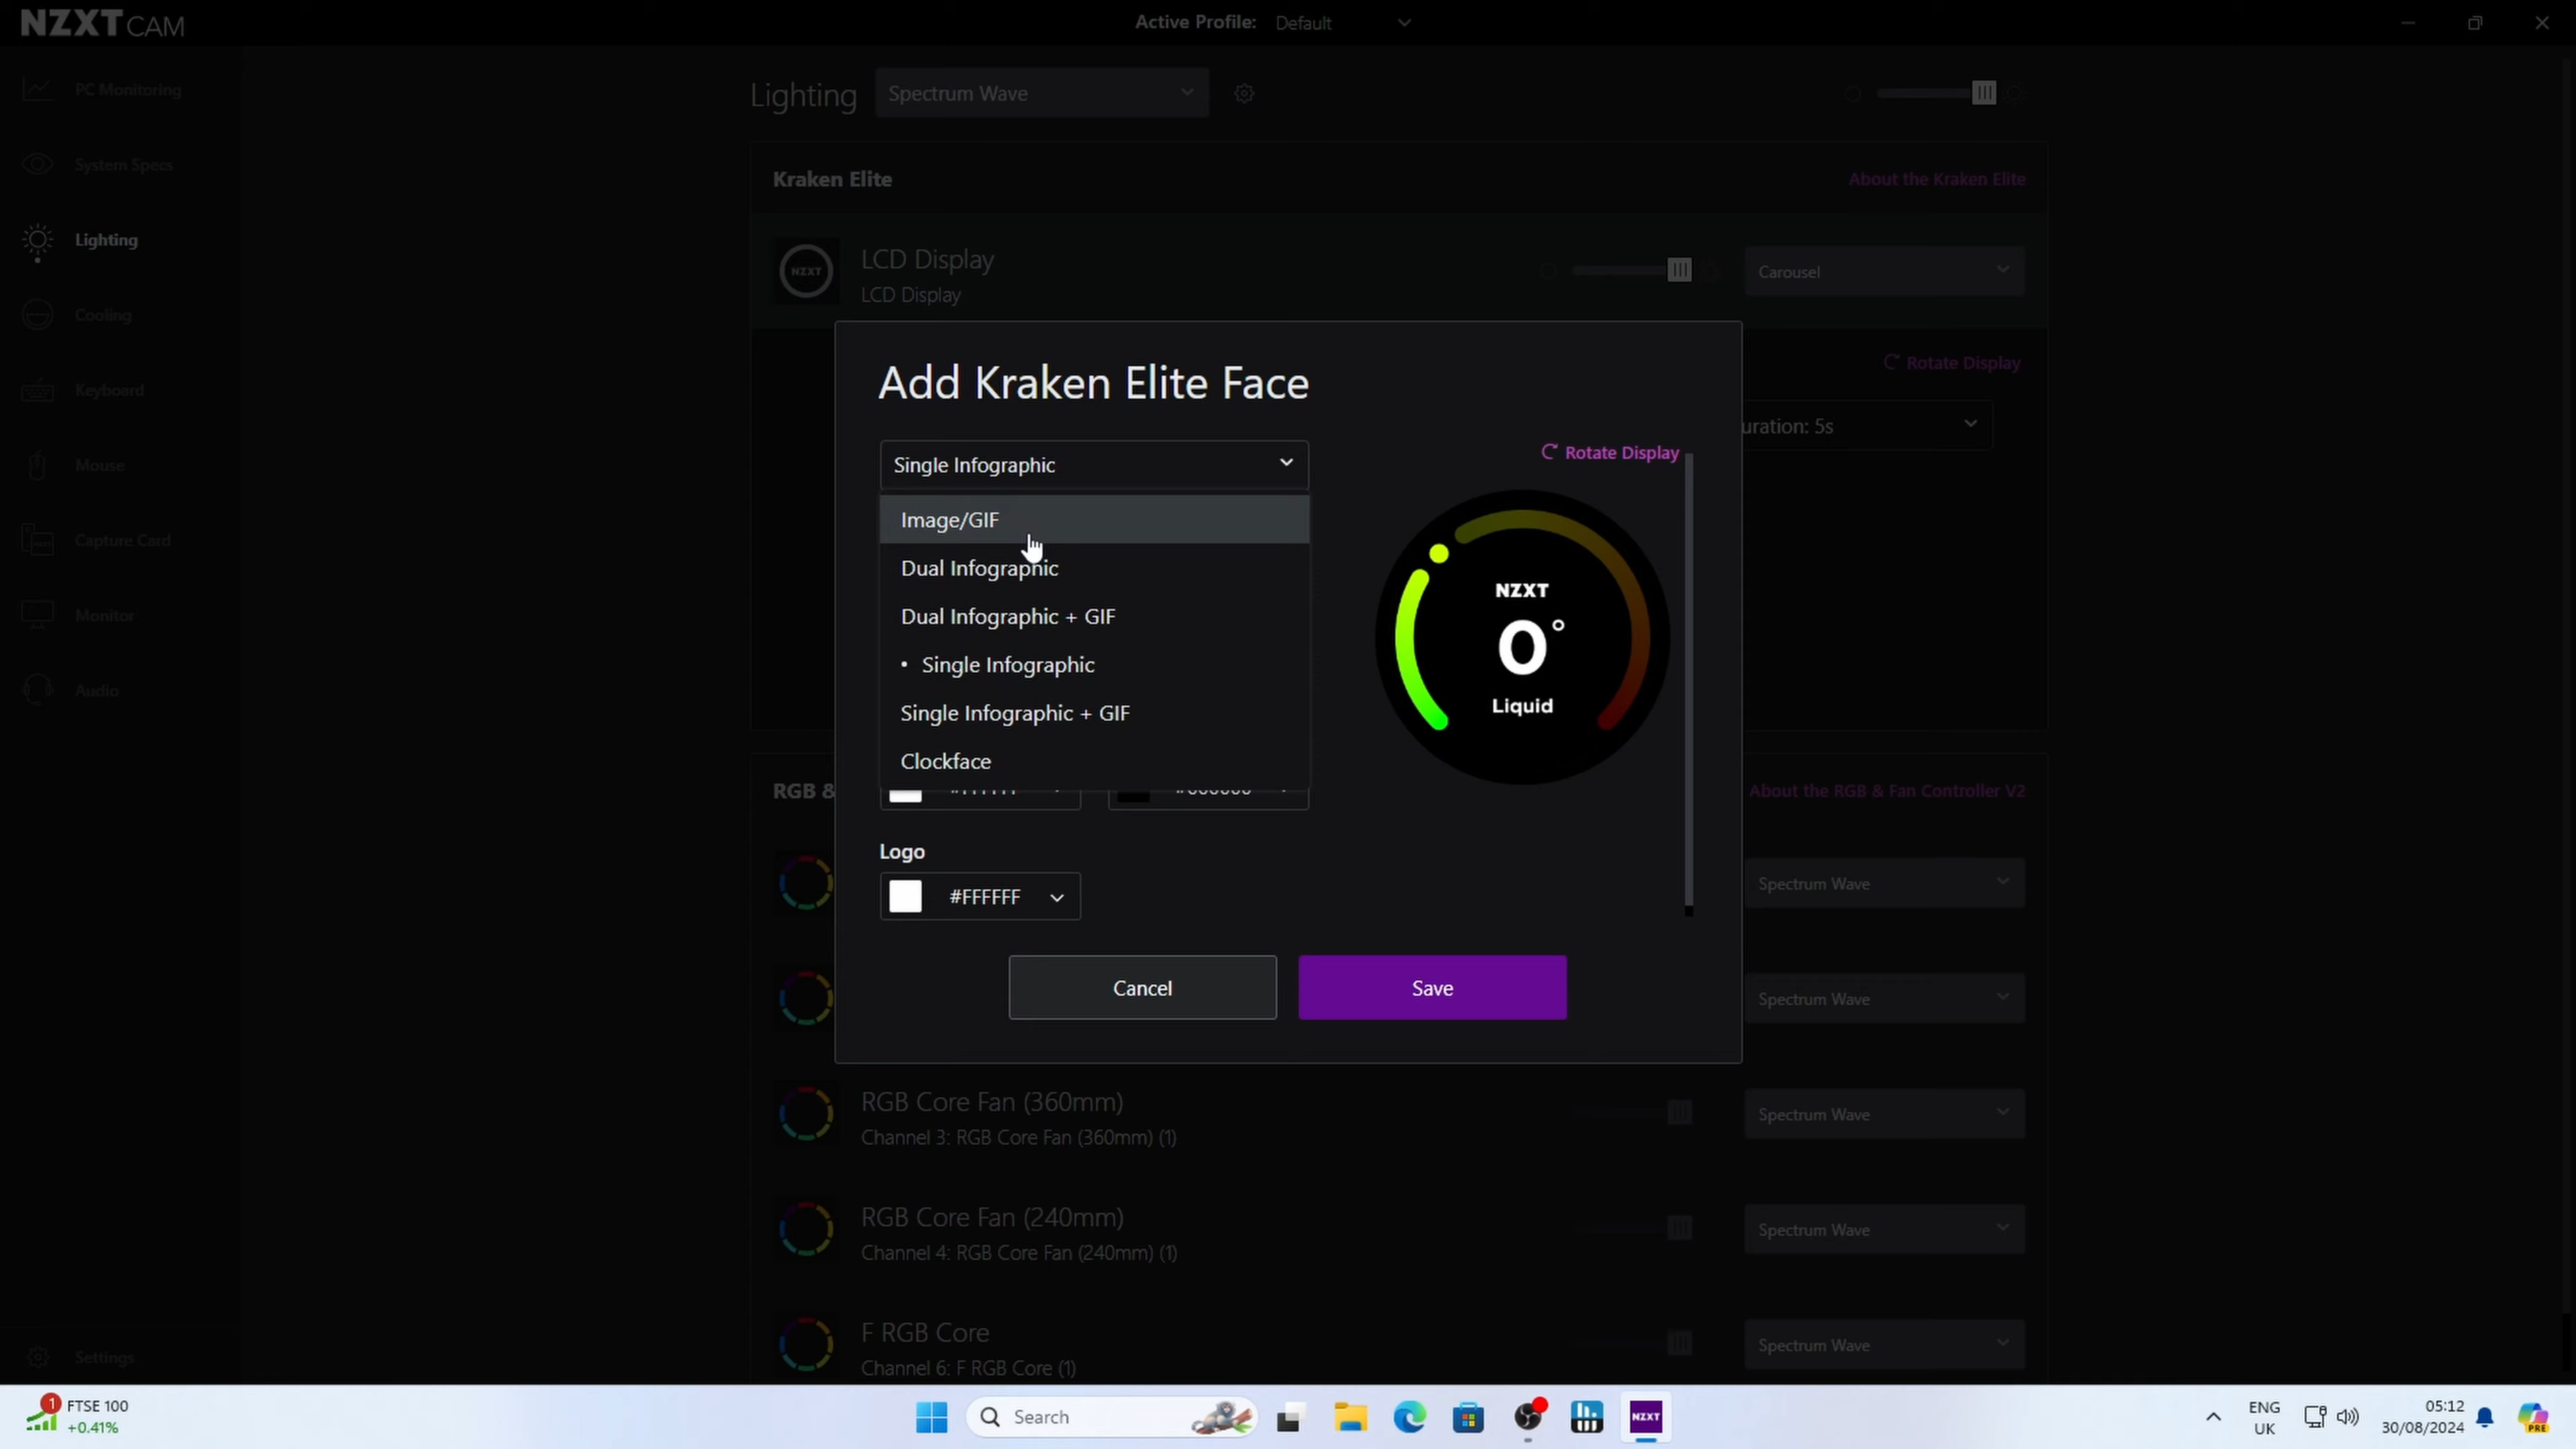 NZXT CAM
Active Profile: Default
PC Monitoring
System Specs
Lighting
Cooling
Keyboard
Mouse
Capture Card
Monitor
Audio
Settings
Lighting
Spectrum Wave
Kraken Elite
About the Kraken Elite
NZXT
LCD Display
LCD Display
Carousel
Rotate Display
uration: 5s
Add Kraken Elite Face
Single Infographic
Image/GIF
Dual Infographic
Dual Infographic + GIF
• Single Infographic
Single Infographic + GIF
Clockface
Rotate Display
NZXT
0°
Liquid
Logo
#FFFFFF
Cancel
Save
RGB &
About the RGB & Fan Controller V2
Spectrum Wave
Spectrum Wave
RGB Core Fan (360mm)
Channel 3: RGB Core Fan (360mm) (1)
Spectrum Wave
RGB Core Fan (240mm)
Channel 4: RGB Core Fan (240mm) (1)
Spectrum Wave
F RGB Core
Channel 6: F RGB Core (1)
Spectrum Wave
1
FTSE 100
+0.41%
Search
NZXT
ENG
UK
05:12
30/08/2024
PRE